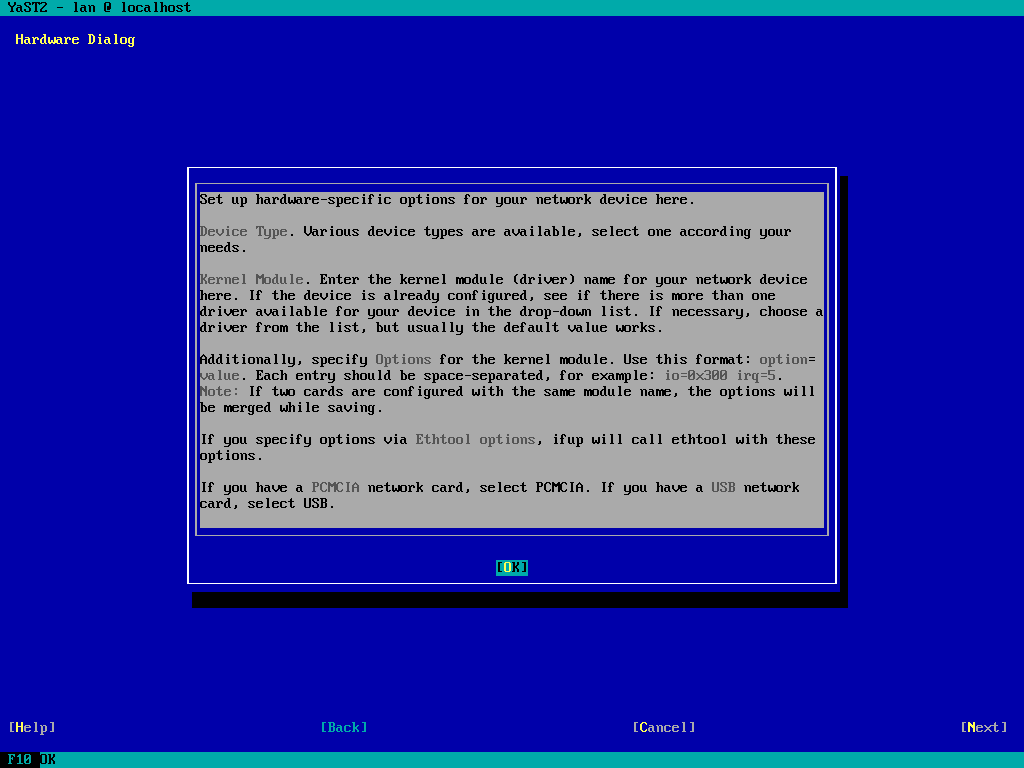 YaST2 - lan @ localhost
Hardware Dialog
Set up hardware-specific options for your network device here.
Device Type. Various device types are available, select one according your
needs.
Kernel Module. Enter the kernel module (driver) name for your network device
here. If the device is already configured, see if there is more than one
driver available for your device in the drop-down list. If necessary, choose a
driver from the list, but usually the default value works.
Additionally, specify Options for the kernel module. Use this format: option=
value. Each entry should be space-separated, for example: io=0x300 irq=5.
Note: If two cards are configured with the same module name, the options will
be merged while saving.
If you specify options via Ethtool options, ifup will call ethtool with these
options.
If you have a PCMCIA network card, select PCMCIA. If you have a USB network
card, select USB.
[OK]
[Help] [Back] [Cancel] [Next]
F10 OK